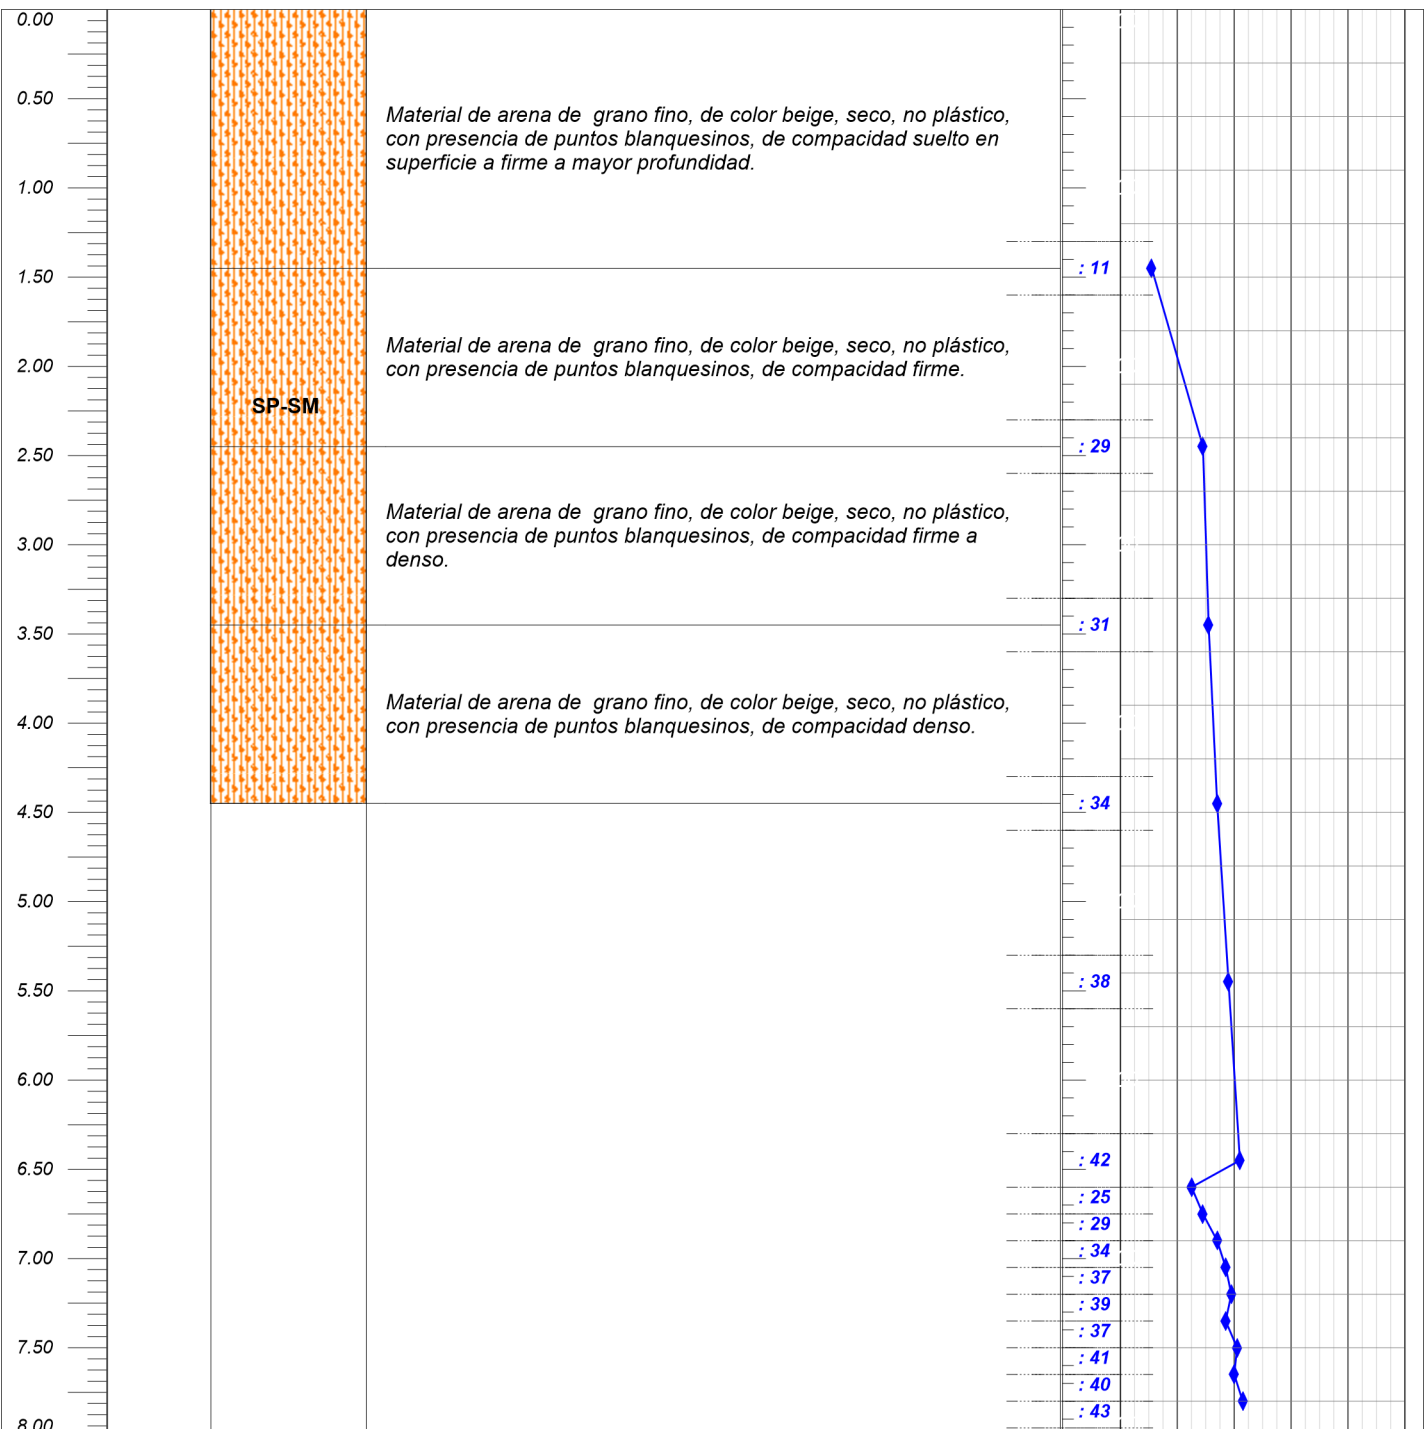 0.00
0.50
Material de arena de  grano fino, de color beige, seco, no plástico,
con presencia de puntos blanquesinos, de compacidad suelto en
superficie a firme a mayor profundidad.
1.00
1.50
: 11
Material de arena de  grano fino, de color beige, seco, no plástico,
con presencia de puntos blanquesinos, de compacidad firme.
2.00
SP-SM
2.50
: 29
Material de arena de  grano fino, de color beige, seco, no plástico,
con presencia de puntos blanquesinos, de compacidad firme a
denso.
3.00
3.50
: 31
Material de arena de  grano fino, de color beige, seco, no plástico,
con presencia de puntos blanquesinos, de compacidad denso.
4.00
4.50
: 34
5.00
5.50
: 38
6.00
6.50
: 42
: 25
: 29
: 34
7.00
: 37
: 39
: 37
7.50
: 41
: 40
: 43
8.00